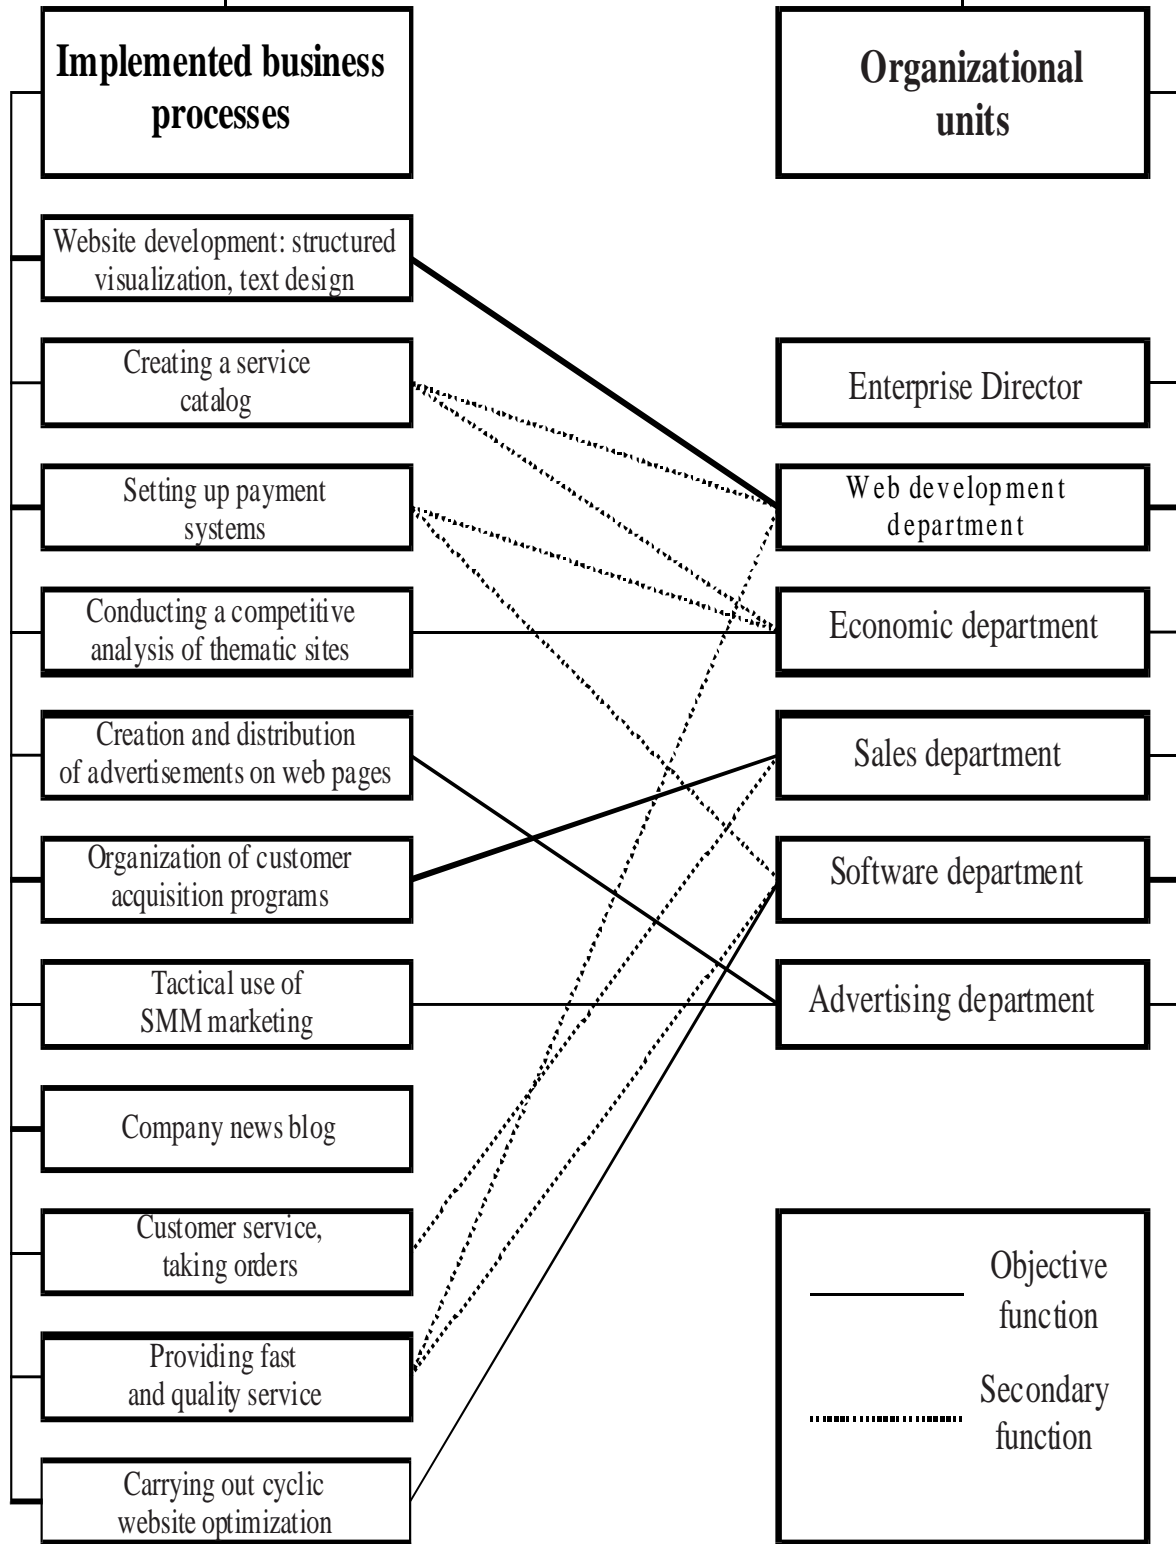 Implemented business
processes
Website development: structured
visualization, text design
Creating a service
catalog
Setting up payment
systems
Conducting a competitive
analysis of thematic sites
Creation and distribution
of advertisements on web pages
Organization of customer
acquisition programs
Tactical use of
SMM marketing
Company news blog
Customer service,
taking orders
Providing fast
and quality service
Carrying out cyclic
website optimization
Organizational
units
Enterprise Director
Web development
department
Economic department
Sales department
Software department
Advertising department
Objective
function
Secondary
function